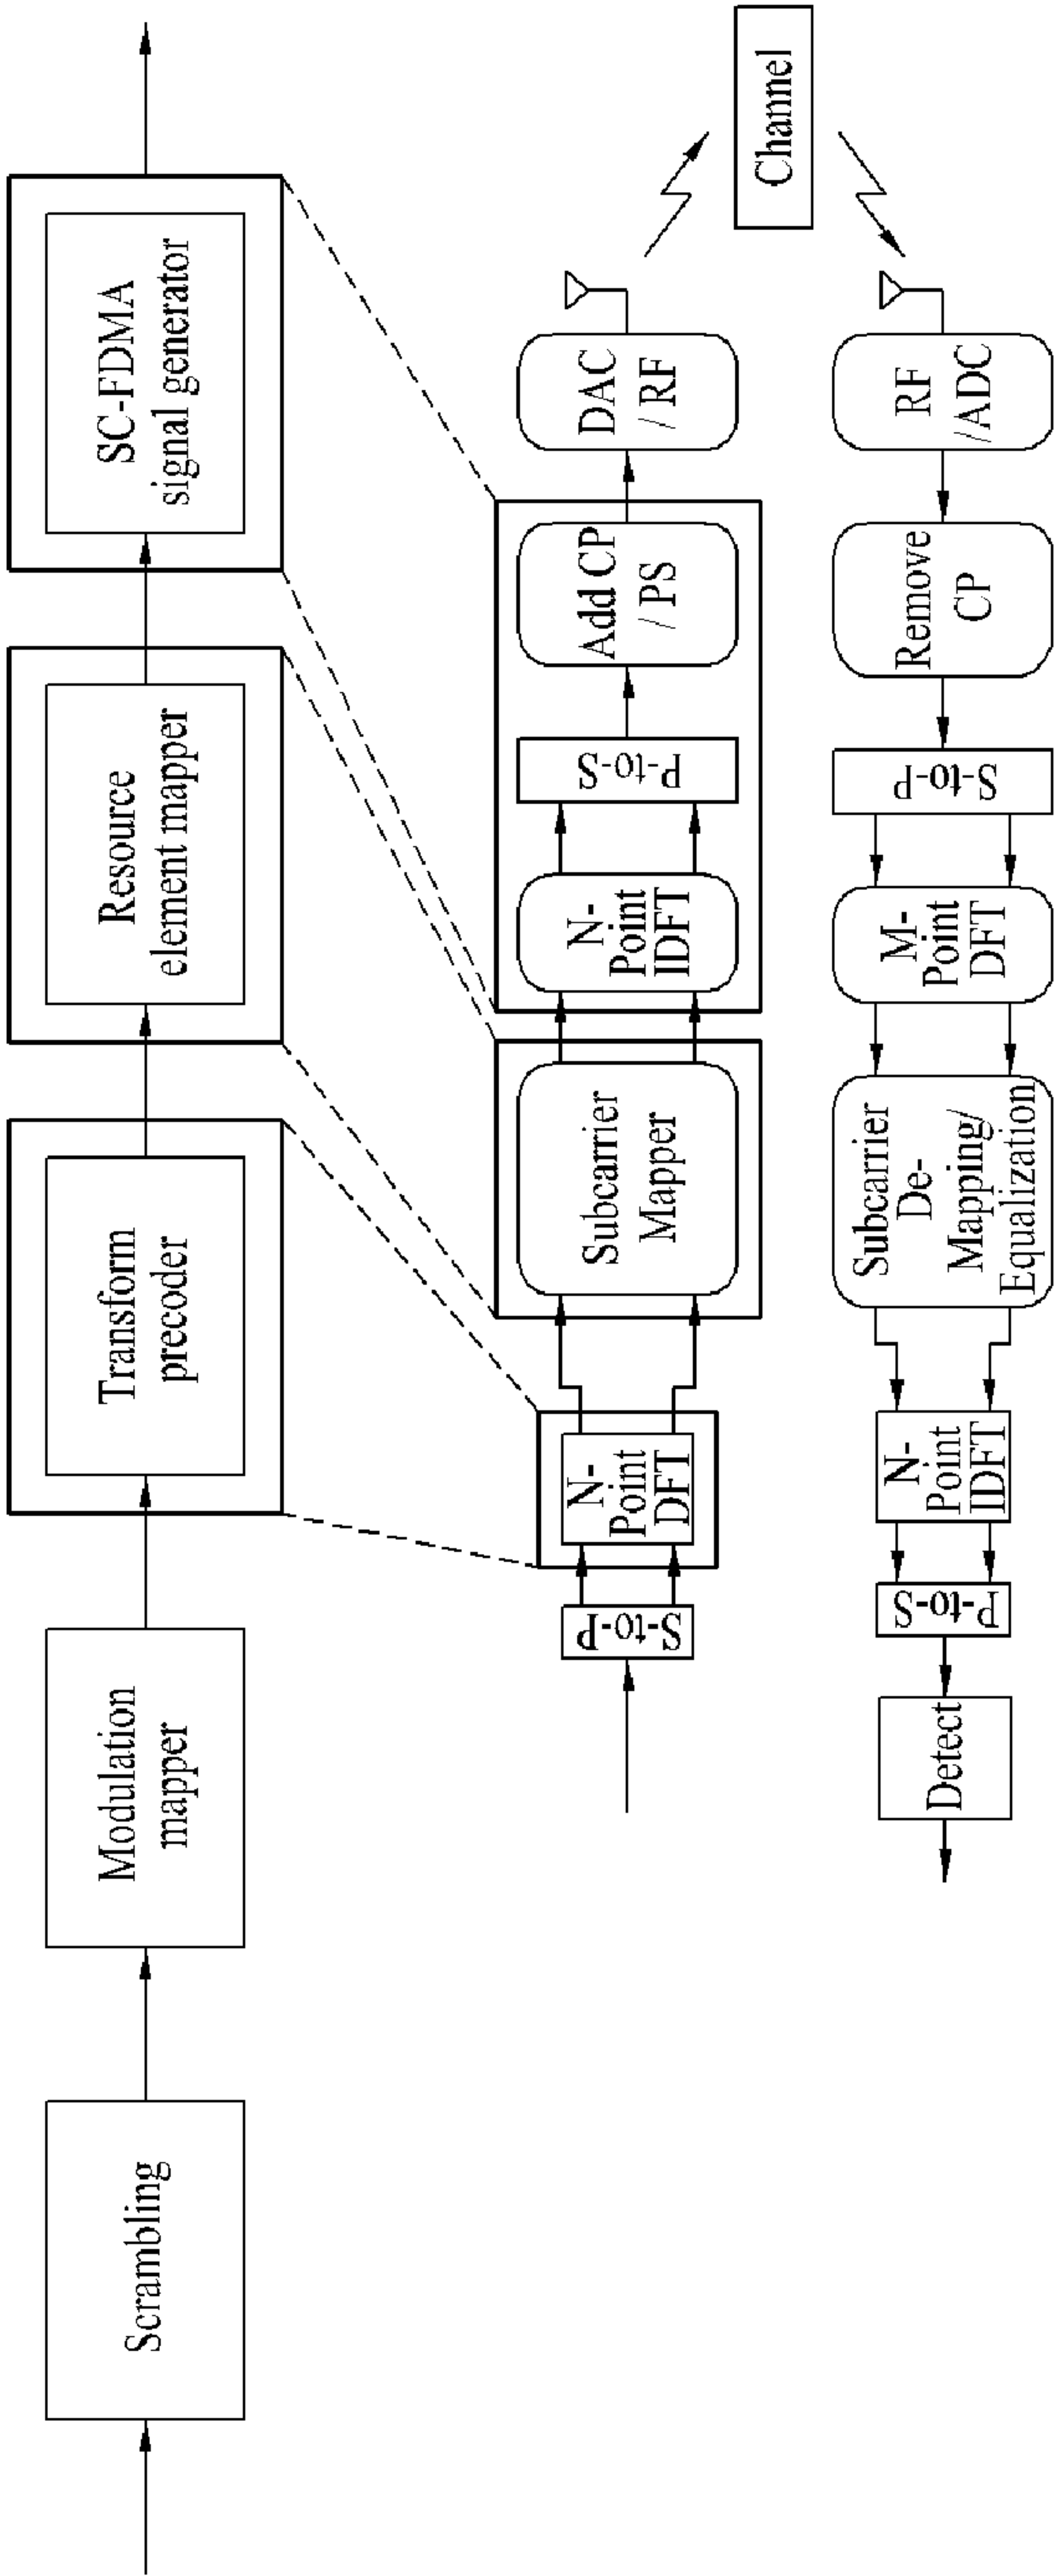 Scrambling
Modulation
mapper
Transform
precoder
Resource
element mapper
SC-FDMA
signal generator
S-to-P
N-
Point
DFT
Subcarrier
Mapper
N-
Point
IDFT
P-to-S
Add CP
/ PS
DAC
/ RF
Channel
RF
/ADC
Remove
CP
S-to-P
M-
Point
DFT
Subcarrier
De-
Mapping/
Equalization
N-
Point
IDFT
P-to-S
Detect